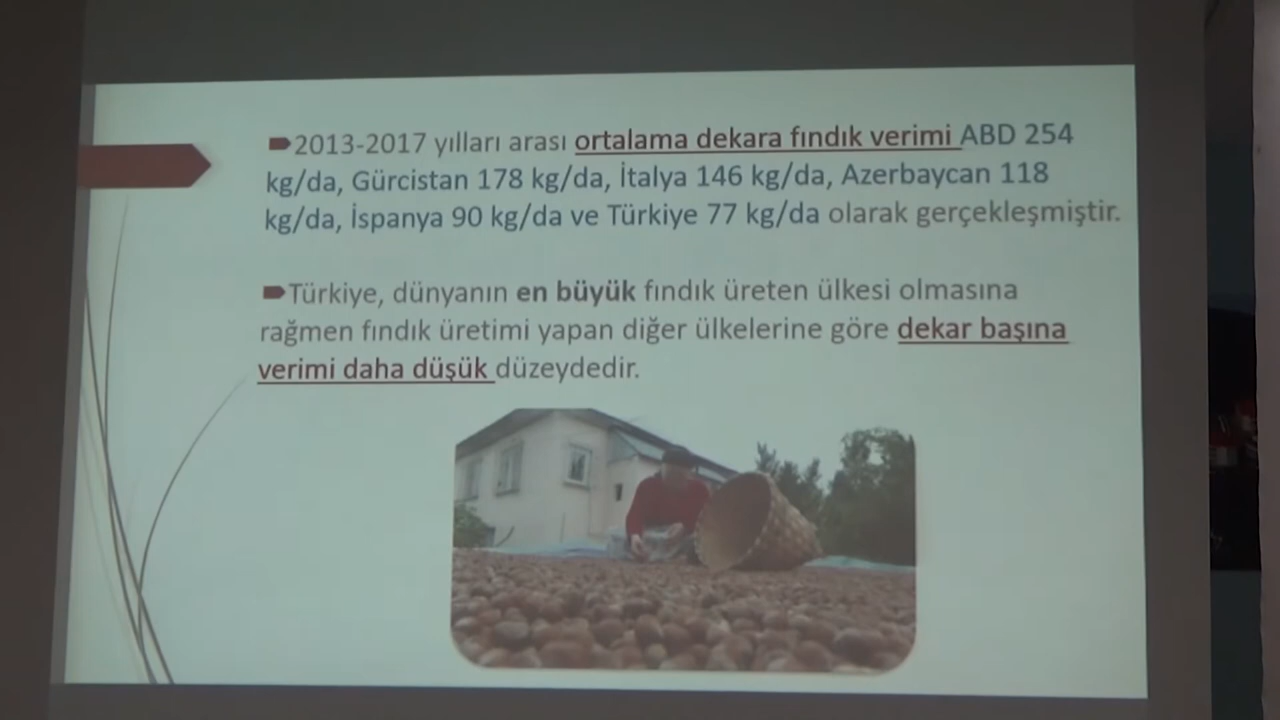 2013-2017 yılları arası ortalama dekara fındık verimi ABD 254
kg/da, Gürcistan 178 kg/da, İtalya 146 kg/da, Azerbaycan 118
kg/da, İspanya 90 kg/da ve Türkiye 77 kg/da olarak gerçekleşmiştir.
Türkiye, dünyanın en büyük fındık üreten ülkesi olmasına
rağmen fındık üretimi yapan diğer ülkelerine göre dekar başına
verimi daha düşük düzeydedir.